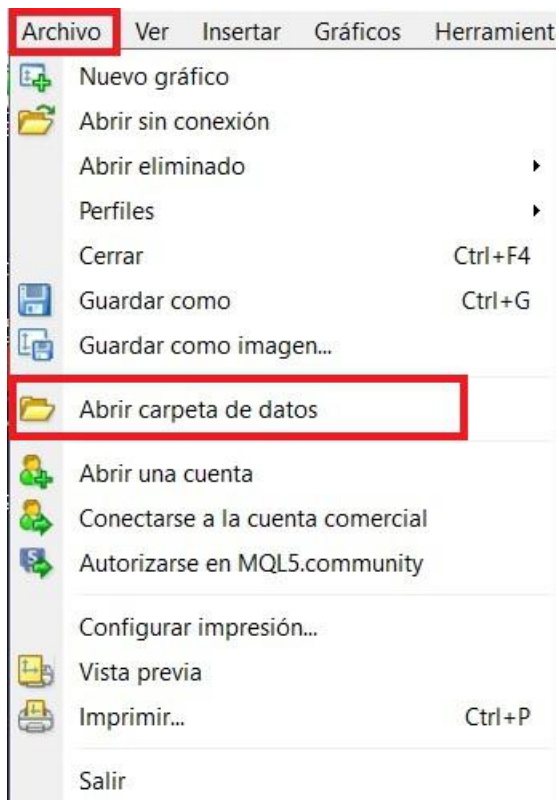 Archivo Ver Insertar Gráficos Herramient
Nuevo gráfico
Abrir sin conexión
Abrir eliminado
Perfiles
Cerrar Ctrl+F4
Guardar como Ctrl+G
Guardar como imagen...
Abrir carpeta de datos
Abrir una cuenta
Conectarse a la cuenta comercial
Autorizarse en MQL5.community
Configurar impresión...
Vista previa
Imprimir... Ctrl+P
Salir